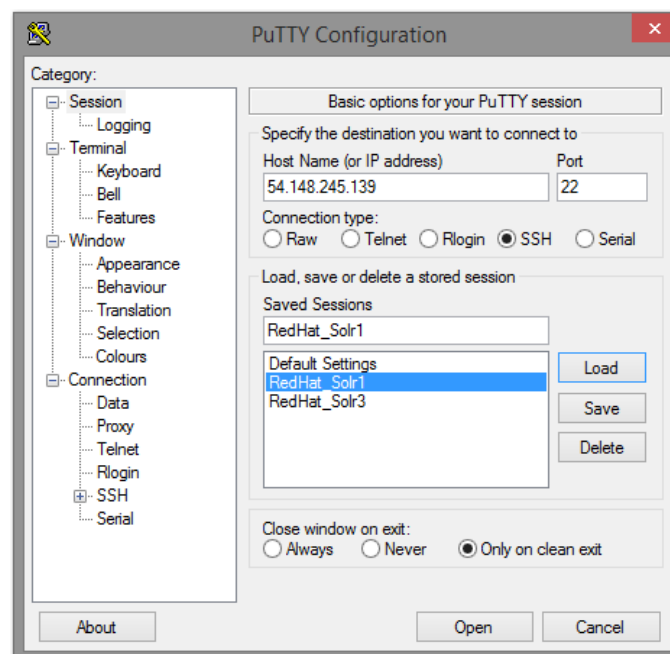 PuTTY Configuration
Category:
Session
Logging
Terminal
Keyboard
Bell
Features
Window
Appearance
Behaviour
Translation
Selection
Colours
Connection
Data
Proxy
Telnet
Rlogin
SSH
Serial
Basic options for your PuTTY session
Specify the destination you want to connect to
Host Name (or IP address) Port
54.148.245.139 22
Connection type:
Raw Telnet Rlogin SSH Serial
Load, save or delete a stored session
Saved Sessions
RedHat_Solr1
Default Settings
RedHat_Solr1
RedHat_Solr3
Load
Save
Delete
Close window on exit:
Always Never Only on clean exit
About Open Cancel